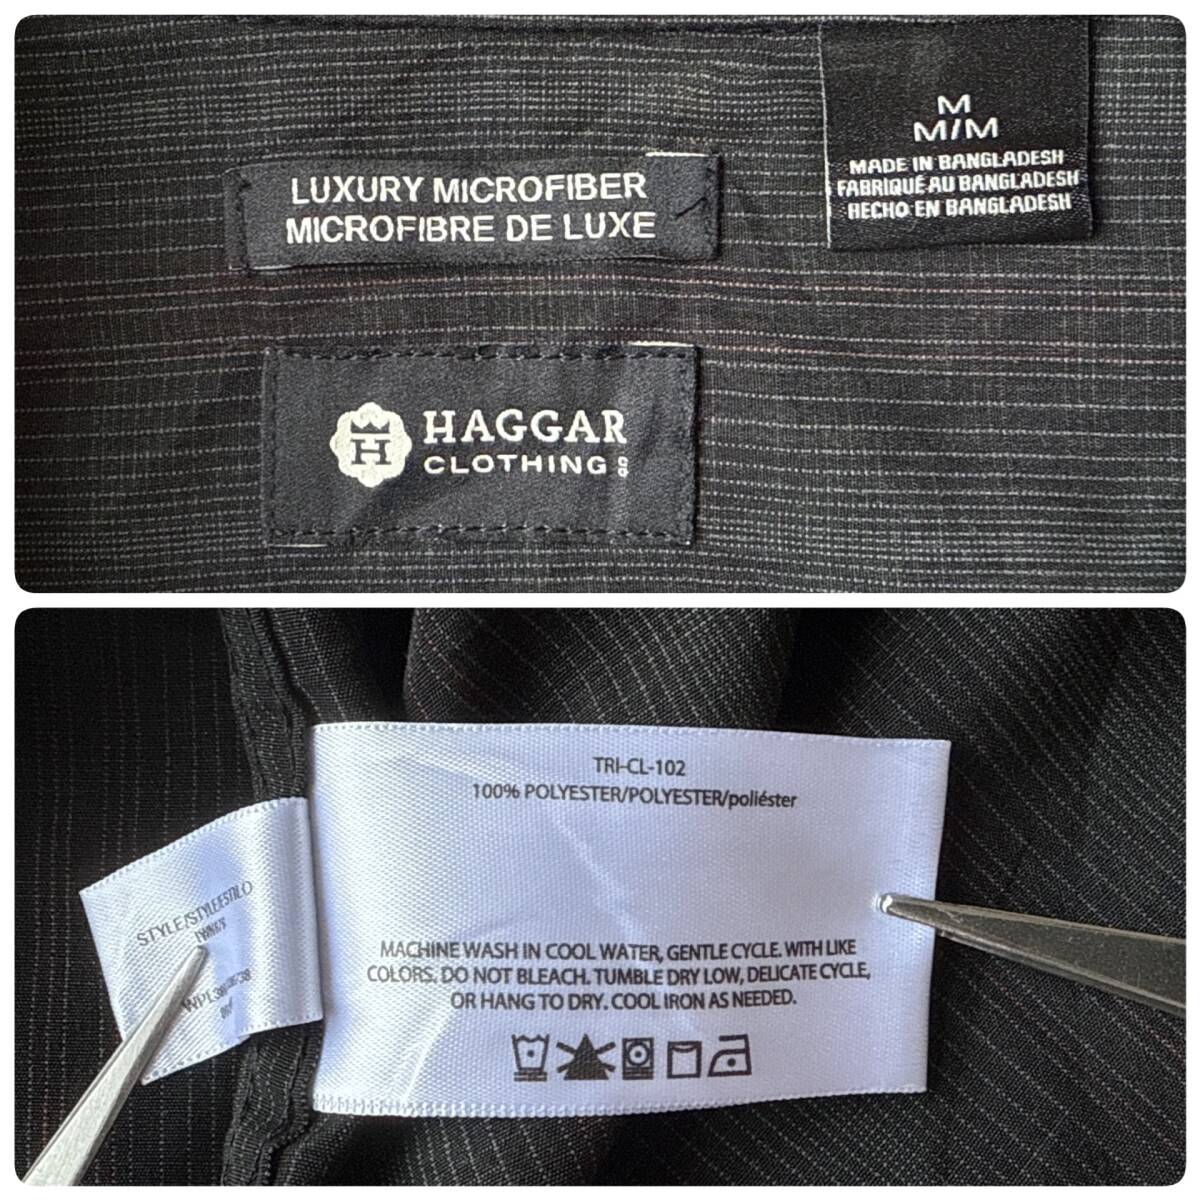 M
M/M
MADE IN BANGLADESH
FABRIQUÉ AU BANGLADESH
HECHO EN BANGLADESH
LUXURY MICROFIBER
MICROFIBRE DE LUXE
H
HAGGAR
CLOTHING CO
TRI-CL-102
100% POLYESTER/POLYESTER/poliéster
MACHINE WASH IN COOL WATER, GENTLE CYCLE. WITH LIKE
COLORS. DO NOT BLEACH. TUMBLE DRY LOW, DELICATE CYCLE,
OR HANG TO DRY. COOL IRON AS NEEDED.
STYLE/STYLE/ESTILO